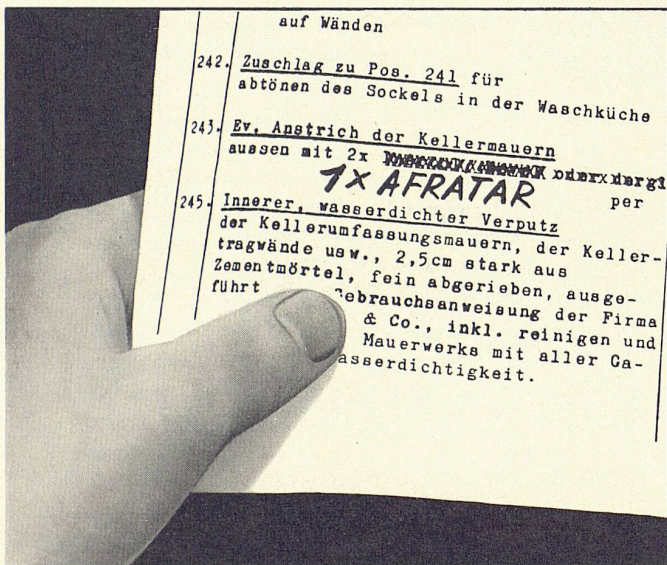 auf Wänden
242. Zuschlag zu Pos. 241 für
abtönen des Sockels in der Waschküche
243. Ev. Anstrich der Kellermauern
aussen mit 2x oder dergl
1X AFRATAR
per
245. Innerer, wasserdichter Verputz
der Kellerumfassungsmauern, der Keller-
tragwände usw., 2,5cm stark aus
Zementmörtel, fein abgerieben, ausge-
führt Gebrauchsanweisung der Firma
& Co., inkl. reinigen und
Mauerwerks mit aller Ga-
asserdichtigkeit.